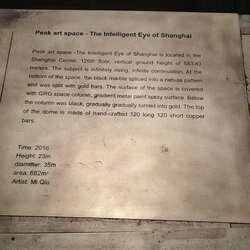 Peak art space - The Intelligent Eye of Shanghai
Peak art space -The Intelligent Eye of Shanghai is located in the
Shanghai Center, 126th floor, vertical ground height of 583.43
meters. The subject is infinitely rising, infinite continuation. At the
bottom of the space, the black marble spliced into a nebula pattern
and was split with gold bars. The surface of the space is covered
with GRG space column, gradient metal paint spray surface. Below
the column was black, gradually gradually turned into gold. The top
of the dome is made of hand-crafted 120 long 120 short copper
bars.
Time: 2016
Height: 23m
diameter: 35m
area: 682m²
Artist: Mi Qiu